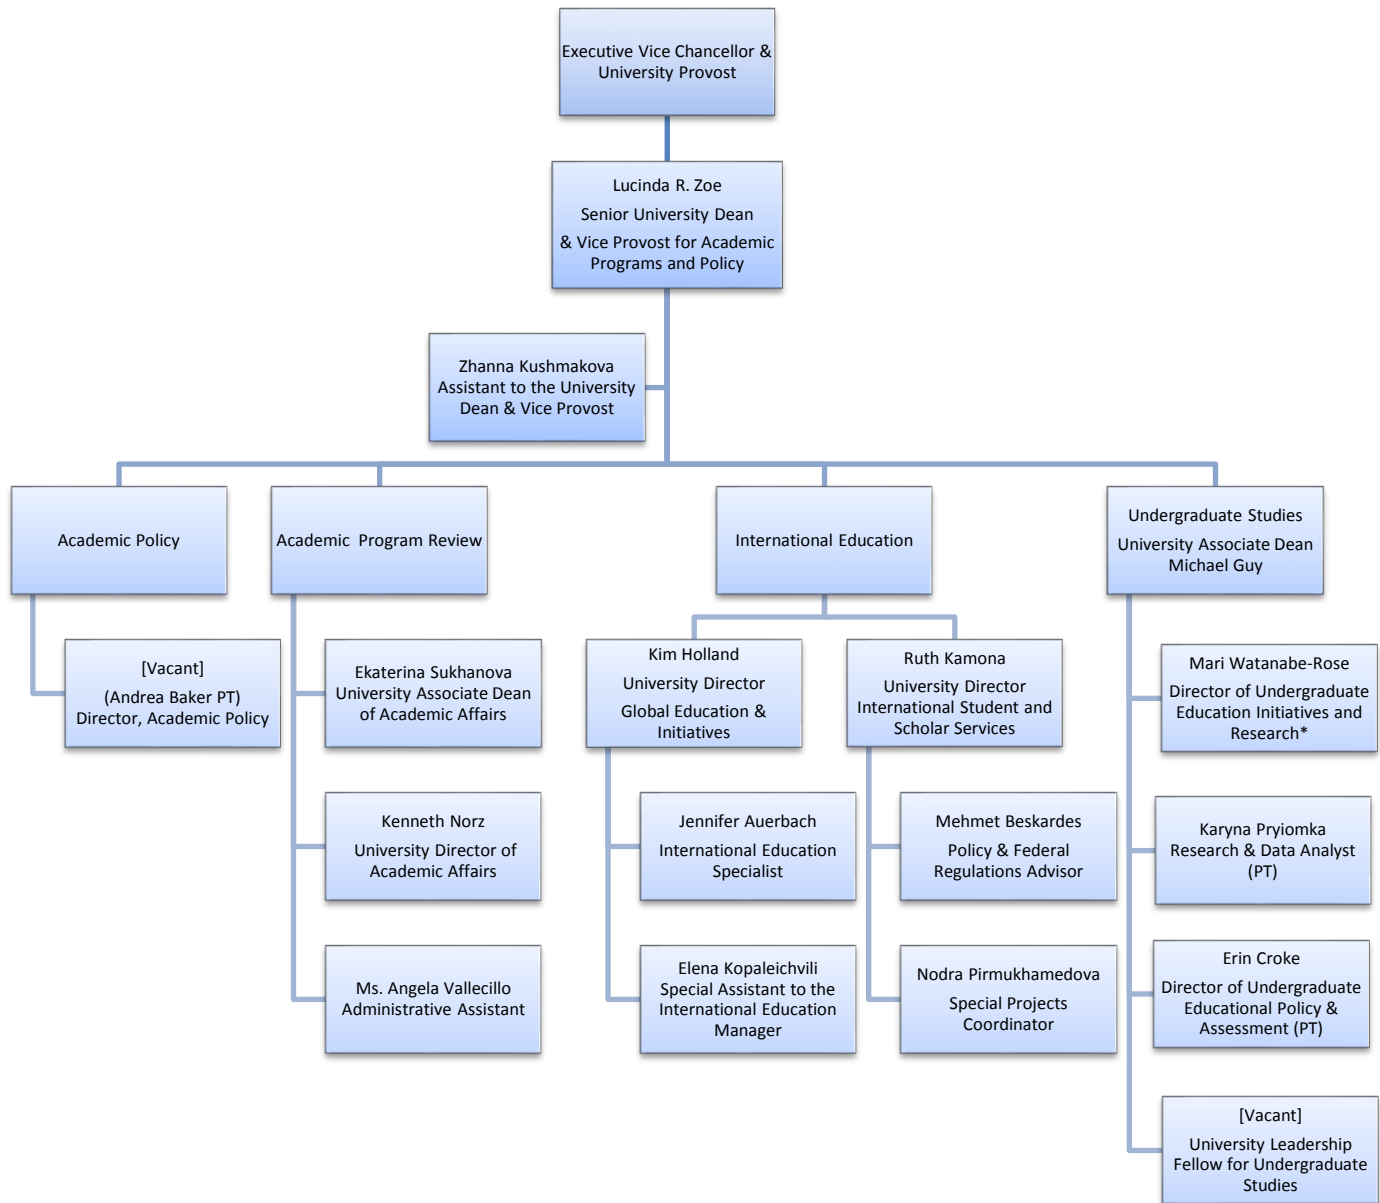 Executive Vice Chancellor &
University Provost
Lucinda R. Zoe
Senior University Dean
& Vice Provost for Academic
Programs and Policy
Zhanna Kushmakova
Assistant to the University
Dean & Vice Provost
Academic Policy
[Vacant]
(Andrea Baker PT)
Director, Academic Policy
Academic Program Review
Ekaterina Sukhanova
University Associate Dean
of Academic Affairs
Kenneth Norz
University Director of
Academic Affairs
Ms. Angela Vallecillo
Administrative Assistant
International Education
Kim Holland
University Director
Global Education &
Initiatives
Jennifer Auerbach
International Education
Specialist
Elena Kopaleichvili
Special Assistant to the
International Education
Manager
Ruth Kamona
University Director
International Student and
Scholar Services
Mehmet Beskardes
Policy & Federal
Regulations Advisor
Nodra Pirmukhamedova
Special Projects
Coordinator
Undergraduate Studies
University Associate Dean
Michael Guy
Mari Watanabe-Rose
Director of Undergraduate
Education Initiatives and
Research*
Karyna Pryiomka
Research & Data Analyst
(PT)
Erin Croke
Director of Undergraduate
Educational Policy &
Assessment (PT)
[Vacant]
University Leadership
Fellow for Undergraduate
Studies